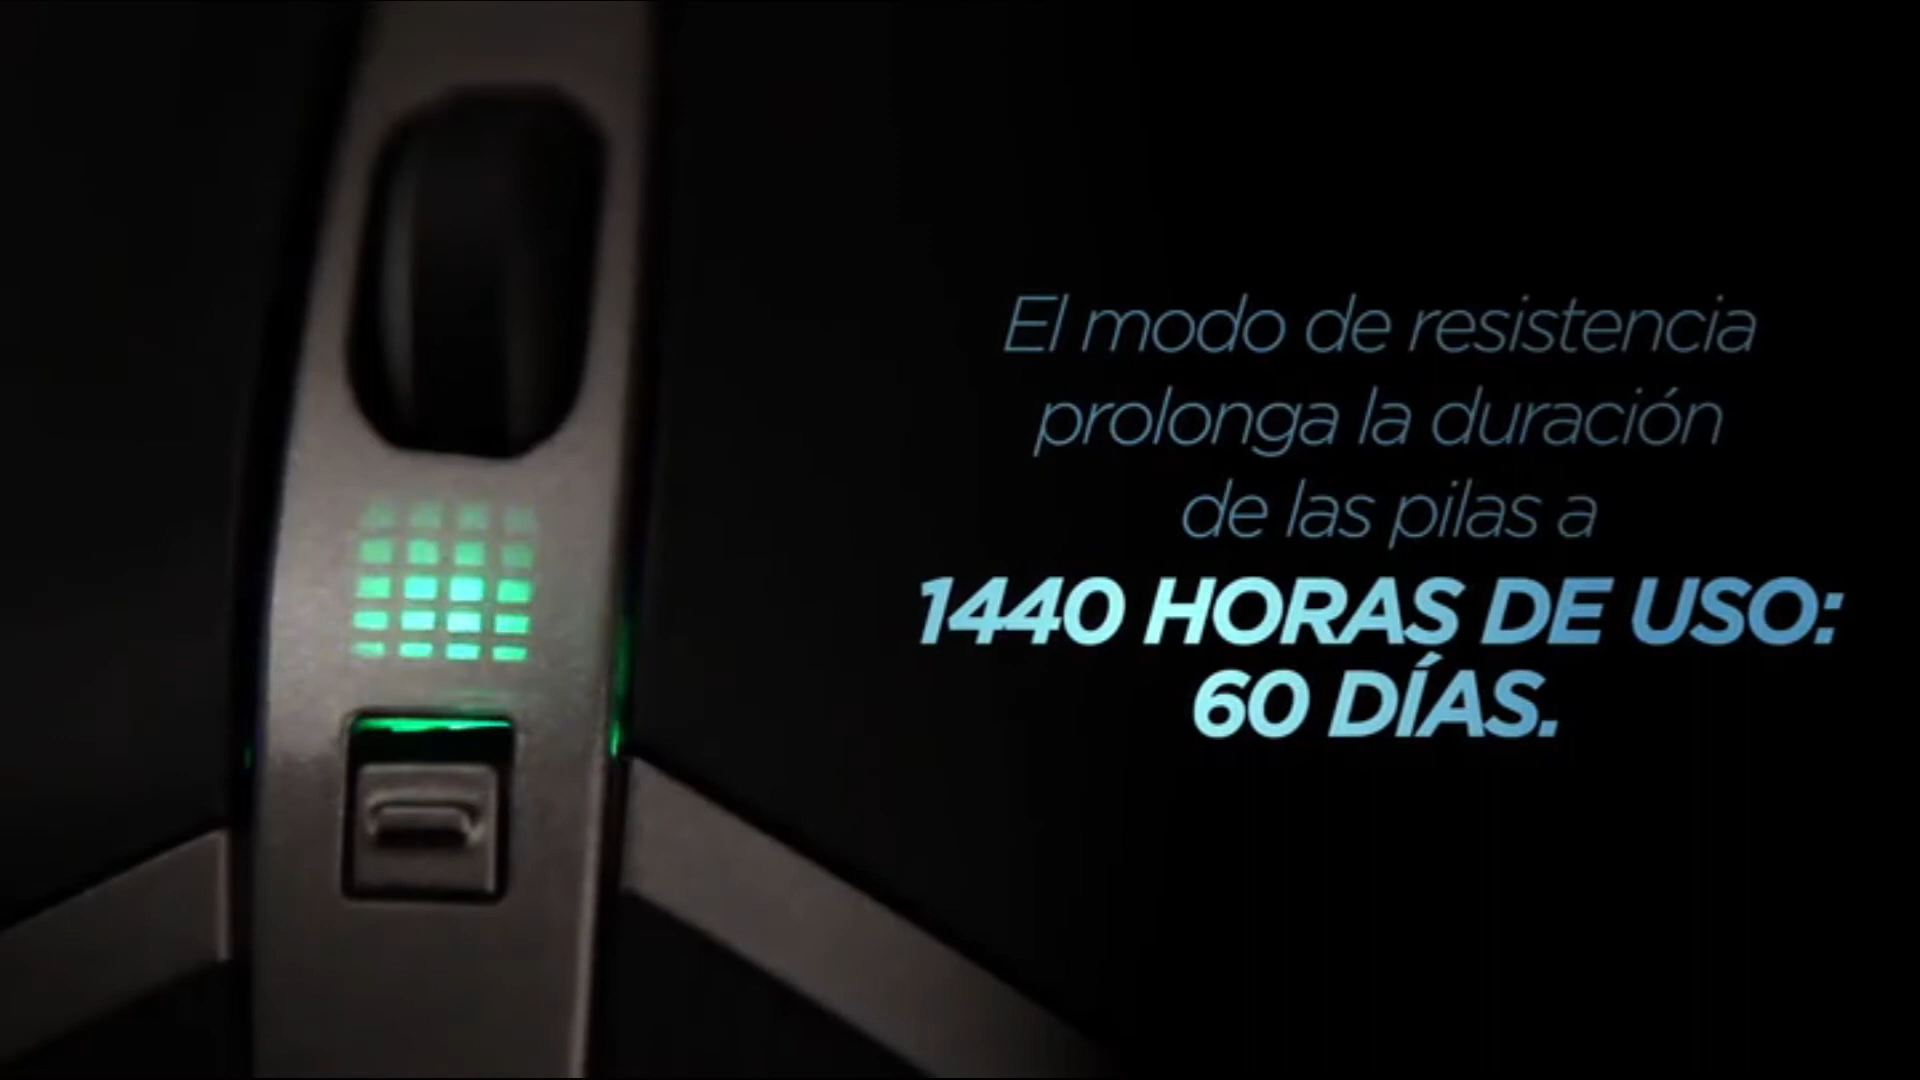 El modo de resistencia
prolonga la duración
de las pilas a
1440 HORAS DE USO:
60 DÍAS.